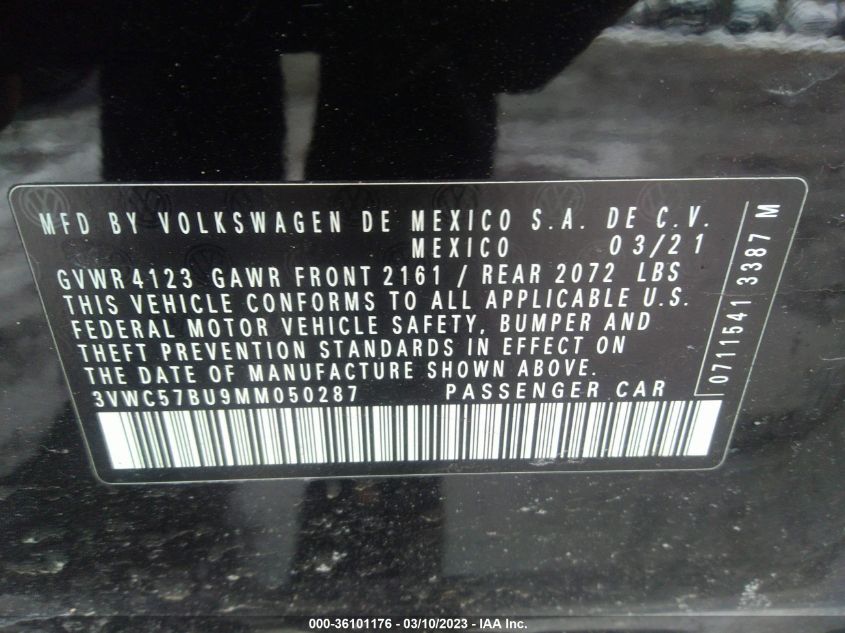 MFD BY VOLKSWAGEN DE MEXICO S.A. DE C.V.
MEXICO 03/21
GVWR 4123 GAWR FRONT 2161 / REAR 2072 LBS
THIS VEHICLE CONFORMS TO ALL APPLICABLE U.S.
FEDERAL MOTOR VEHICLE SAFETY, BUMPER AND
THEFT PREVENTION STANDARDS IN EFFECT ON
THE DATE OF MANUFACTURE SHOWN ABOVE.
3VWC57BU9MM050287 PASSENGER CAR
0711541 3387 M
000-36101176 — 03/10/2023 — IAA Inc.